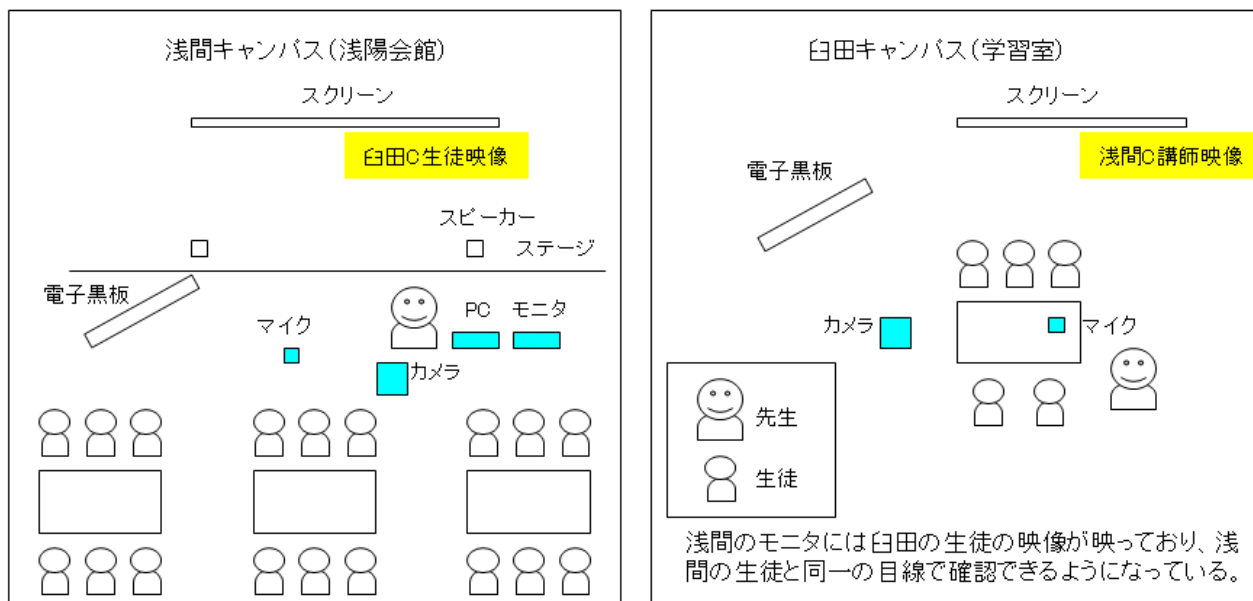 浅間キャンパス(浅陽会館)
スクリーン
臼田C生徒映像
スピーカー
ステージ
電子黒板
マイク
PC
モニタ
カメラ
臼田キャンパス(学習室)
スクリーン
浅間C講師映像
電子黒板
カメラ
マイク
先生
生徒
浅間のモニタには臼田の生徒の映像が映っており、浅
間の生徒と同一の目線で確認できるようになっている。